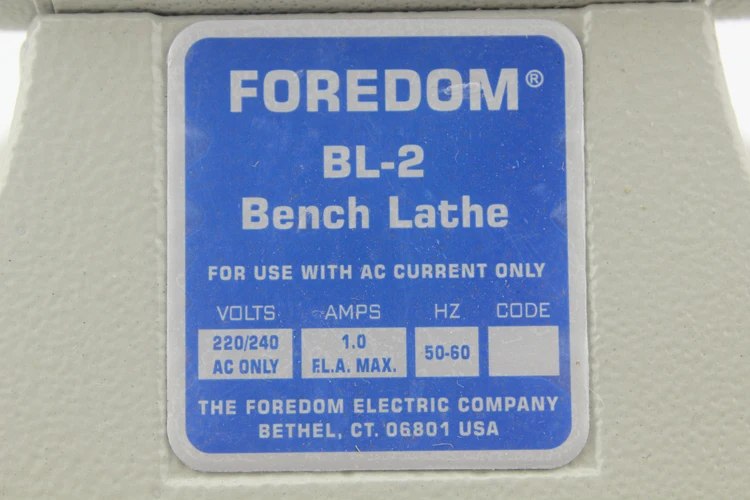 FOREDOM®
BL-2
Bench Lathe
FOR USE WITH AC CURRENT ONLY
VOLTS AMPS HZ CODE
220/240 1.0 50-60
AC ONLY F.L.A. MAX.
THE FOREDOM ELECTRIC COMPANY
BETHEL, CT. 06801 USA